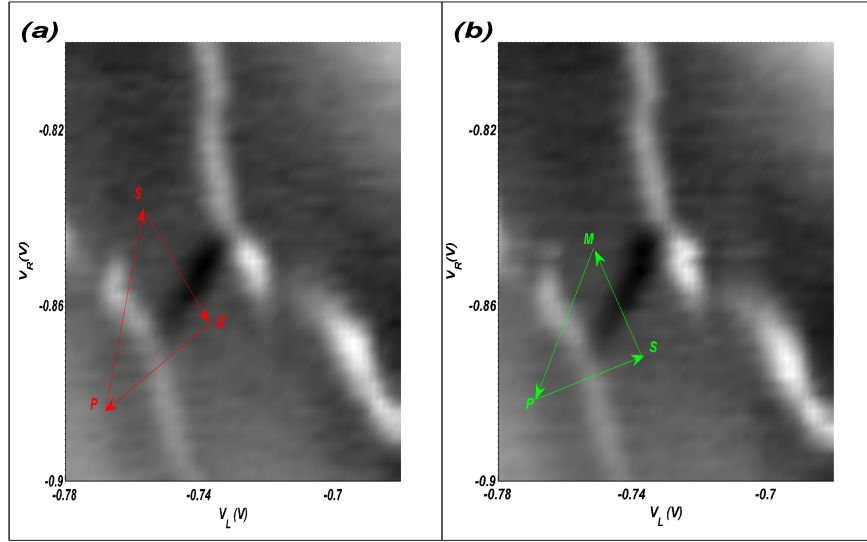 (a)
-0.82
S
V_R(V)
-0.86
M
P
-0.9
-0.78
-0.74
-0.7
V_L (V)
(b)
-0.82
M
V_R(V)
-0.86
S
P
-0.9
-0.78
-0.74
-0.7
V_L (V)